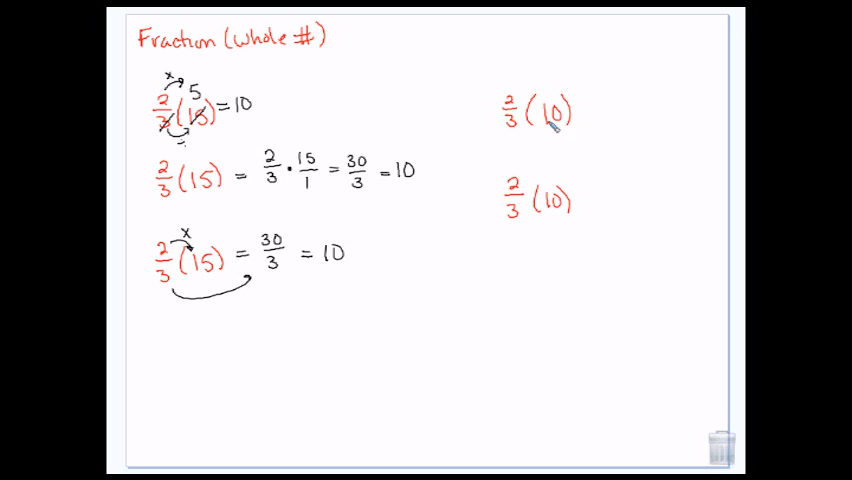 Fraction (whole #)
x
5
2/3 (15) = 10
÷
2/3 (15) = 2/3 · 15/1 = 30/3 = 10
x
2/3 (15) = 30/3 = 10
2/3 (10)
2/3 (10)